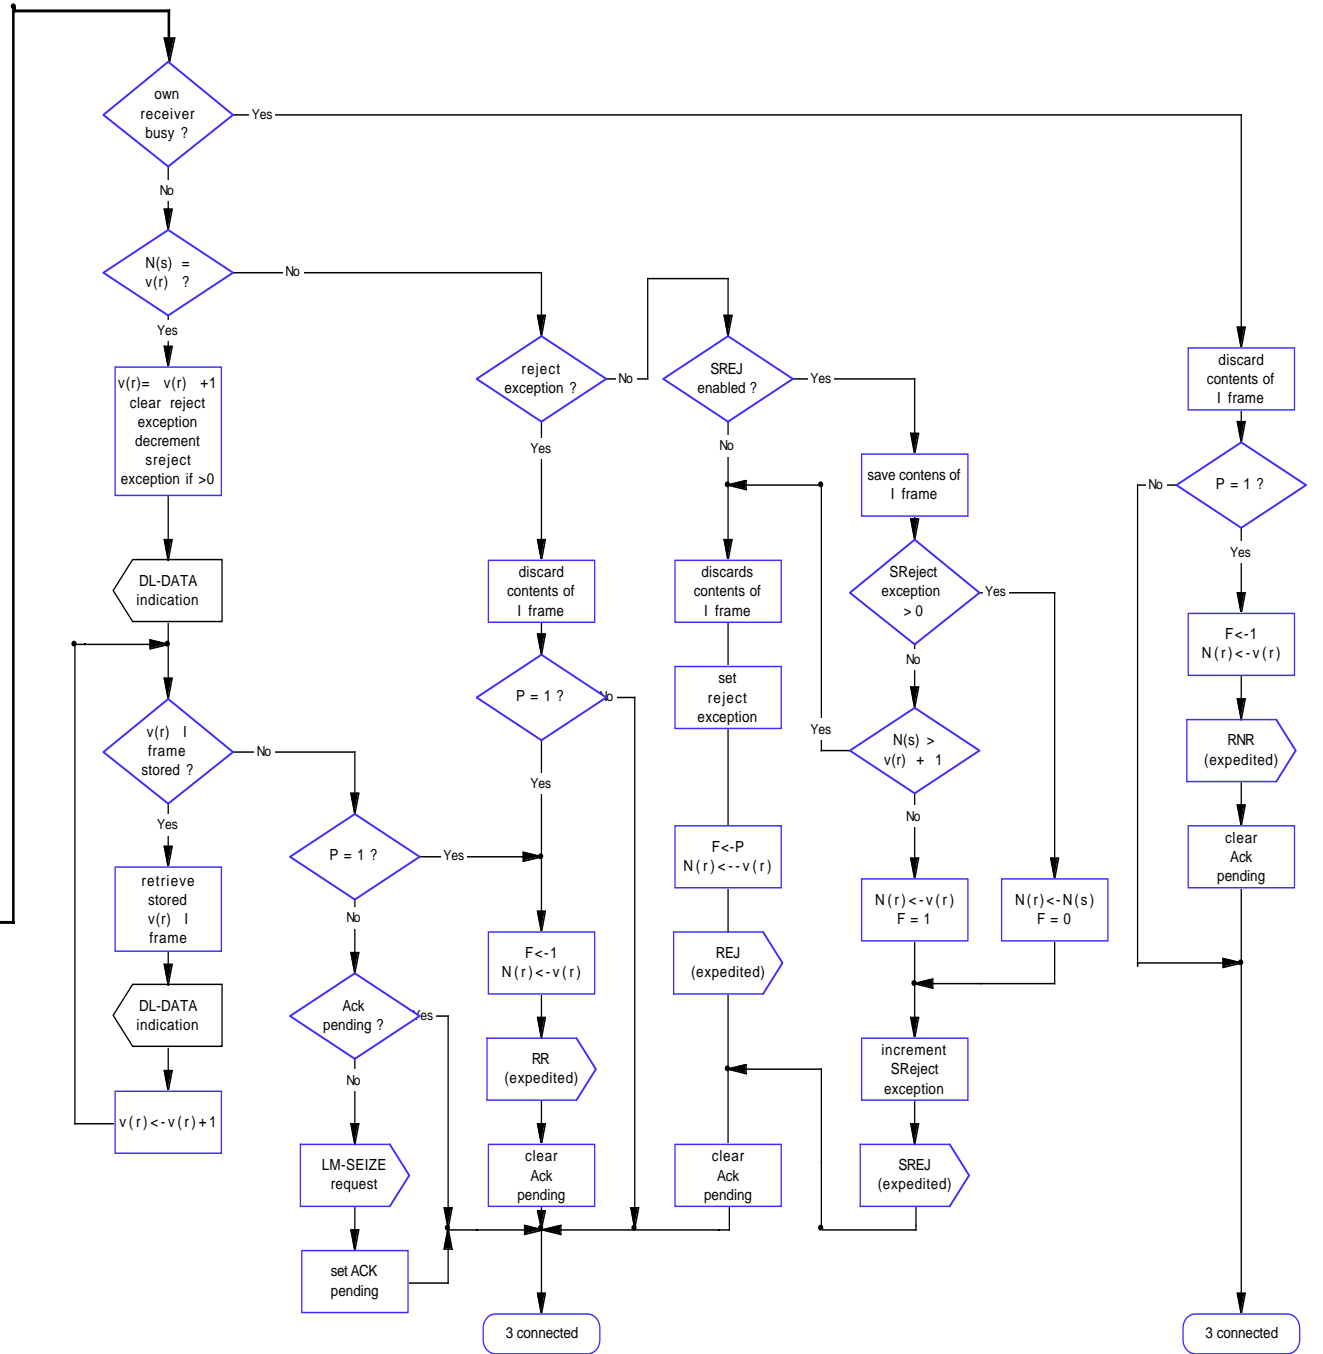 own
receiver
busy ?
Yes
No
N(s) =
v(r) ?
No
Yes
v(r)= v(r) +1
clear reject
exception
decrement
sreject
exception if >0
DL-DATA
indication
v(r) I
frame
stored ?
No
Yes
retrieve
stored
v(r) I
frame
DL-DATA
indication
v(r)<-v(r)+1
P = 1 ?
Yes
No
Ack
pending ?
Yes
No
LM-SEIZE
request
set ACK
pending
reject
exception ?
No
Yes
discard
contents of
I frame
P = 1 ?
No
Yes
F<-1
N(r)<-v(r)
RR
(expedited)
clear
Ack
pending
3 connected
SREJ
enabled ?
Yes
No
discards
contents of
I frame
set
reject
exception
F<-P
N(r)<--v(r)
REJ
(expedited)
clear
Ack
pending
save contens of
I frame
SReject
exception
> 0
Yes
No
N(s) >
v(r) + 1
Yes
No
N(r)<-v(r)
F = 1
N(r)<-N(s)
F = 0
increment
SReject
exception
SREJ
(expedited)
discard
contents of
I frame
P = 1 ?
No
Yes
F<-1
N(r)<-v(r)
RNR
(expedited)
clear
Ack
pending
3 connected